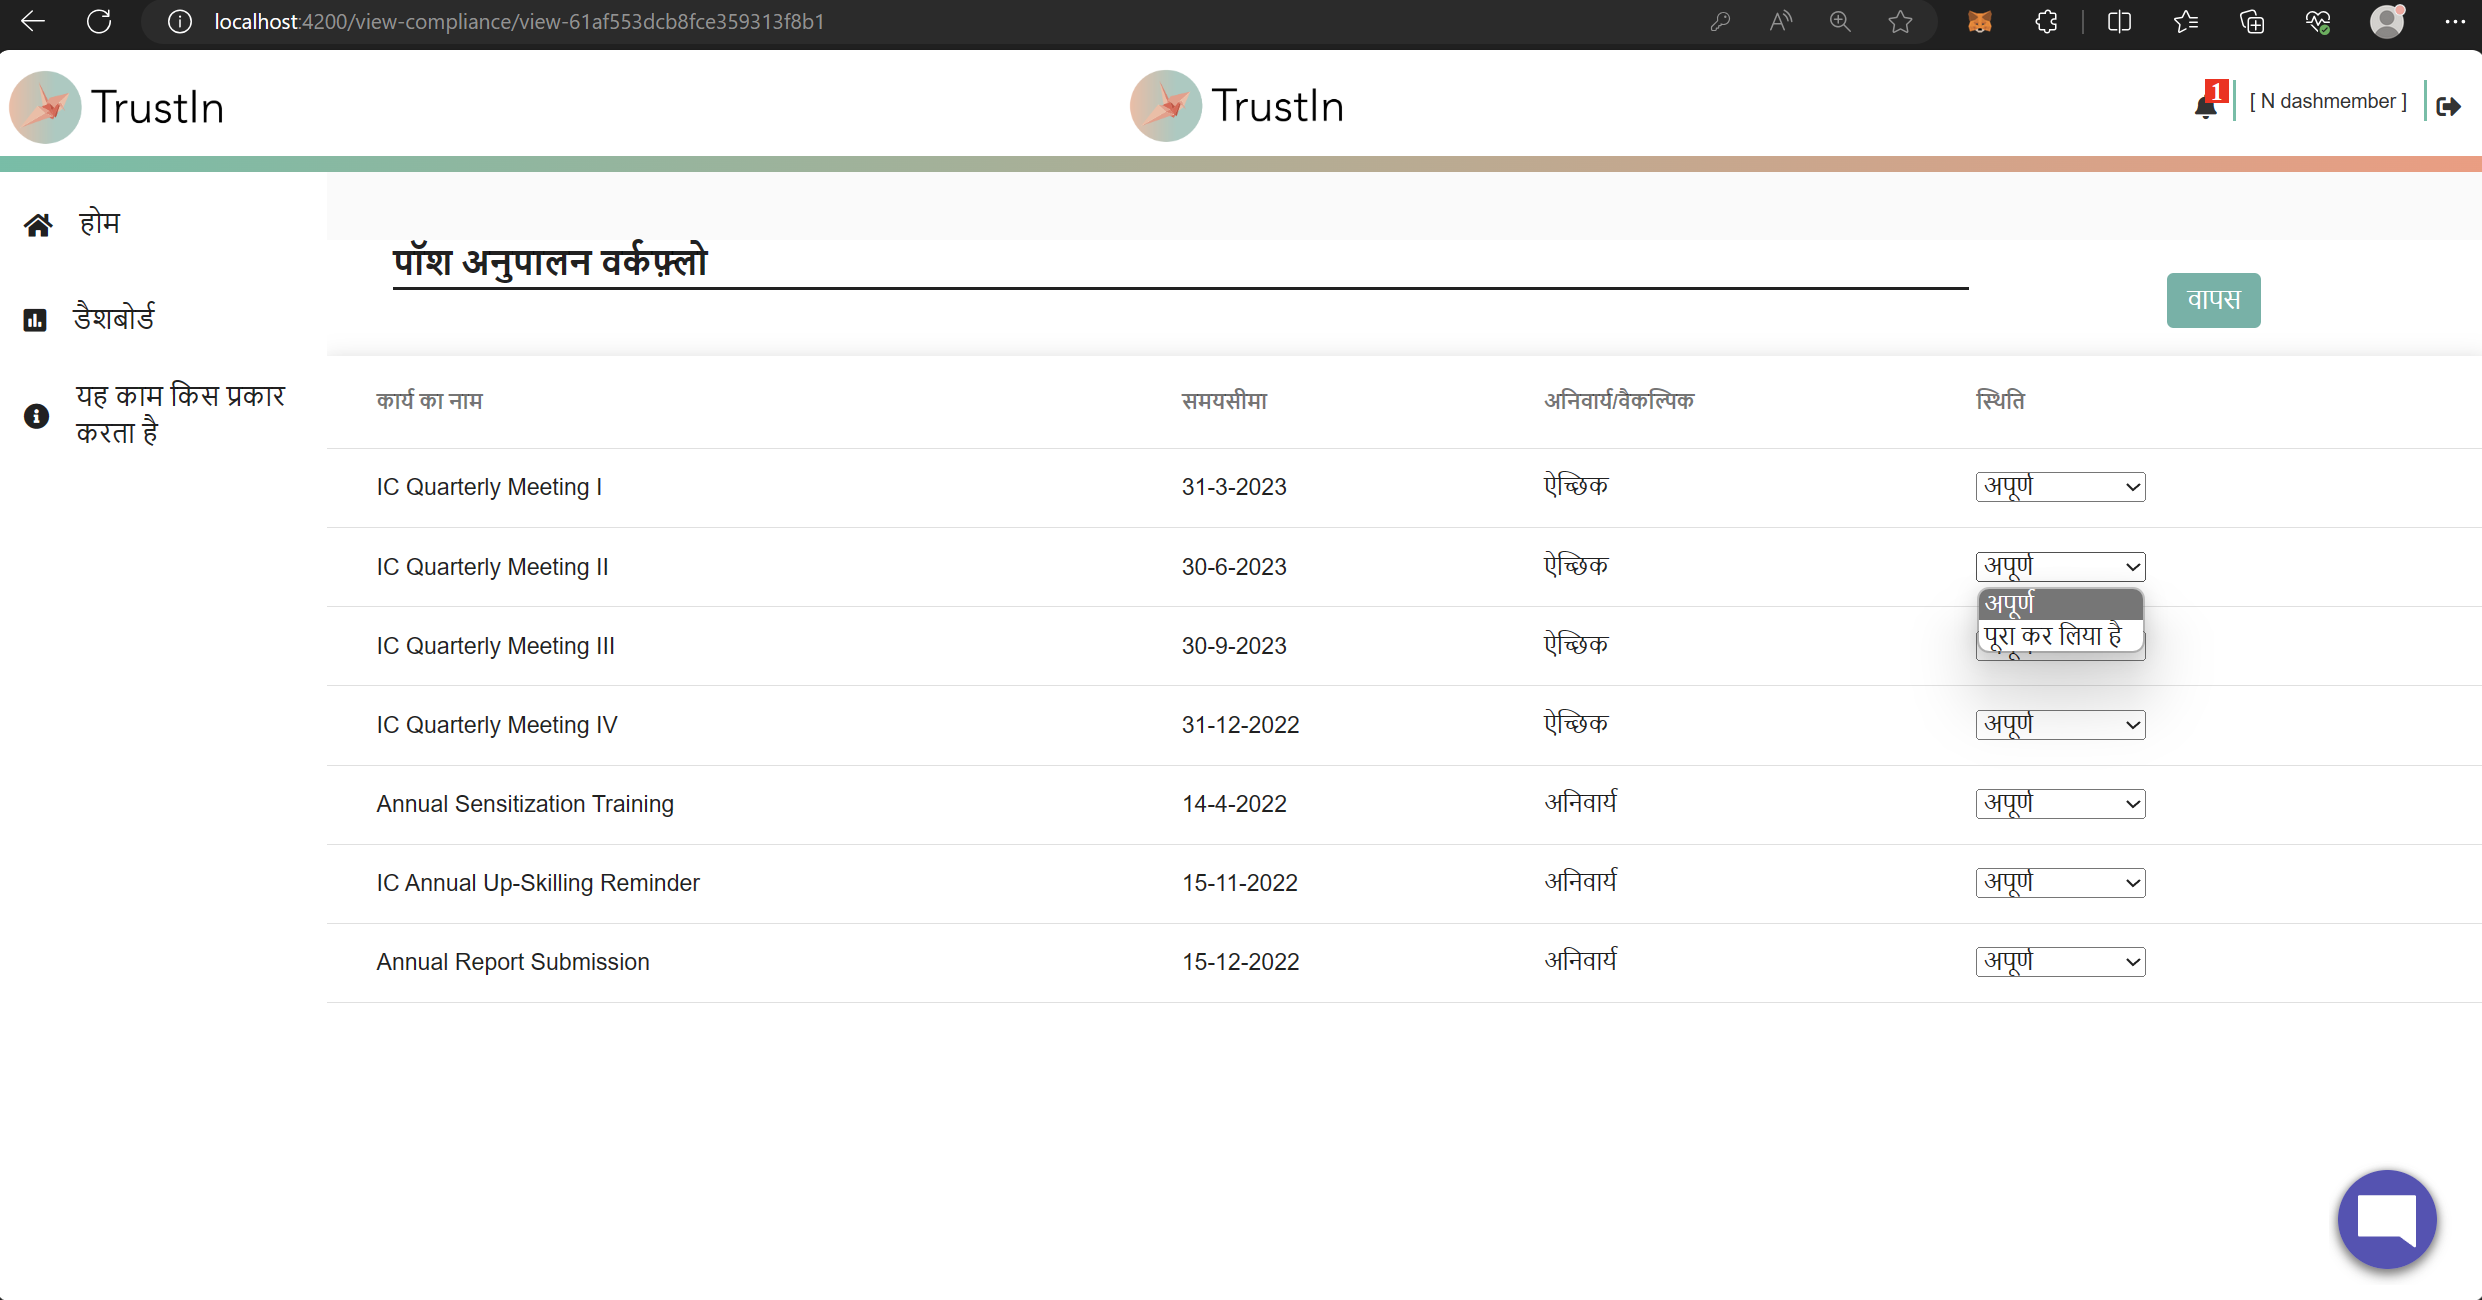 localhost:4200/view-compliance/view-61af553dcb8fce359313f8b1
TrustIn
TrustIn
1
[ N dashmember ]
होम
डैशबोर्ड
यह काम किस प्रकार
करता है
पॉश अनुपालन वर्कफ़्लो
वापस
कार्य का नाम समयसीमा अनिवार्य/वैकल्पिक स्थिति
IC Quarterly Meeting I 31-3-2023 ऐच्छिक अपूर्ण
IC Quarterly Meeting II 30-6-2023 ऐच्छिक अपूर्ण
अपूर्ण
पूरा कर लिया है
IC Quarterly Meeting III 30-9-2023 ऐच्छिक
IC Quarterly Meeting IV 31-12-2022 ऐच्छिक अपूर्ण
Annual Sensitization Training 14-4-2022 अनिवार्य अपूर्ण
IC Annual Up-Skilling Reminder 15-11-2022 अनिवार्य अपूर्ण
Annual Report Submission 15-12-2022 अनिवार्य अपूर्ण